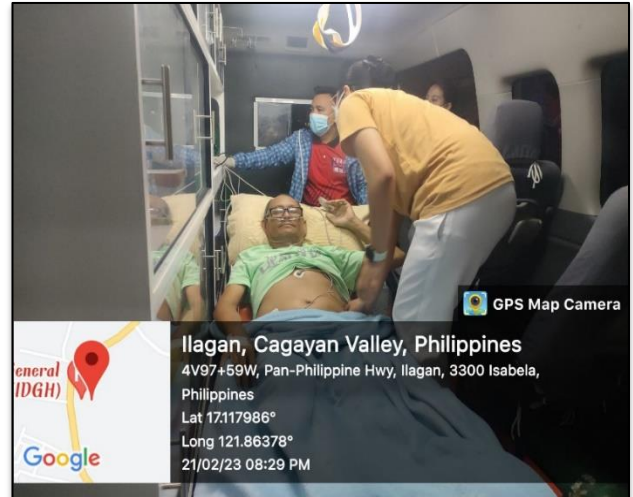 GPS Map Camera
eneral
IDGH)
Google
Ilagan, Cagayan Valley, Philippines
4V97+59W, Pan-Philippine Hwy, Ilagan, 3300 Isabela,
Philippines
Lat 17.117986°
Long 121.86378°
21/02/23 08:29 PM